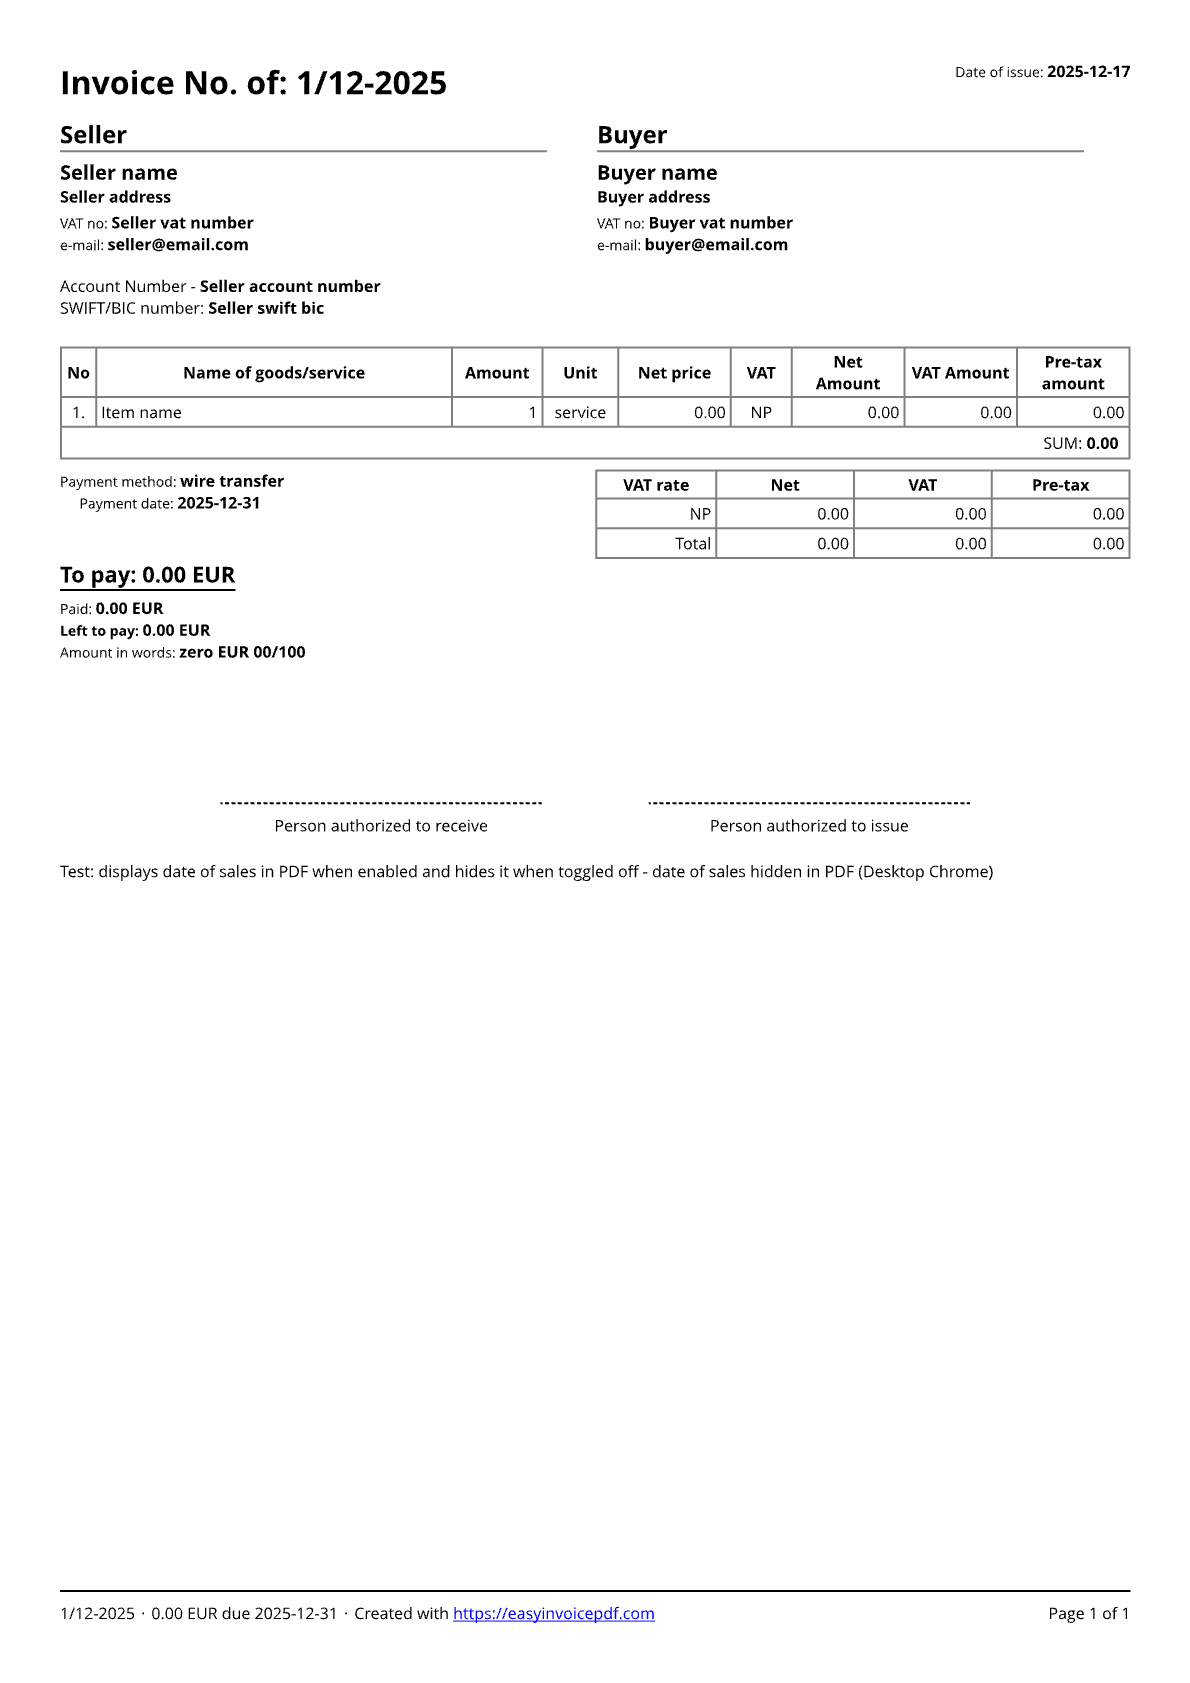 Invoice No. of: 1/12-2025
Date of issue: 2025-12-17
Seller
Seller name
Seller address
VAT no: Seller vat number
e-mail: seller@email.com
Account Number - Seller account number
SWIFT/BIC number: Seller swift bic
Buyer
Buyer name
Buyer address
VAT no: Buyer vat number
e-mail: buyer@email.com
No Name of goods/service Amount Unit Net price VAT Net Amount VAT Amount Pre-tax amount
1. Item name 1 service 0.00 NP 0.00 0.00 0.00
SUM: 0.00
Payment method: wire transfer
Payment date: 2025-12-31
VAT rate Net VAT Pre-tax
NP 0.00 0.00 0.00
Total 0.00 0.00 0.00
To pay: 0.00 EUR
Paid: 0.00 EUR
Left to pay: 0.00 EUR
Amount in words: zero EUR 00/100
Person authorized to receive
Person authorized to issue
Test: displays date of sales in PDF when enabled and hides it when toggled off - date of sales hidden in PDF (Desktop Chrome)
1/12-2025 · 0.00 EUR due 2025-12-31 · Created with https://easyinvoicepdf.com
Page 1 of 1